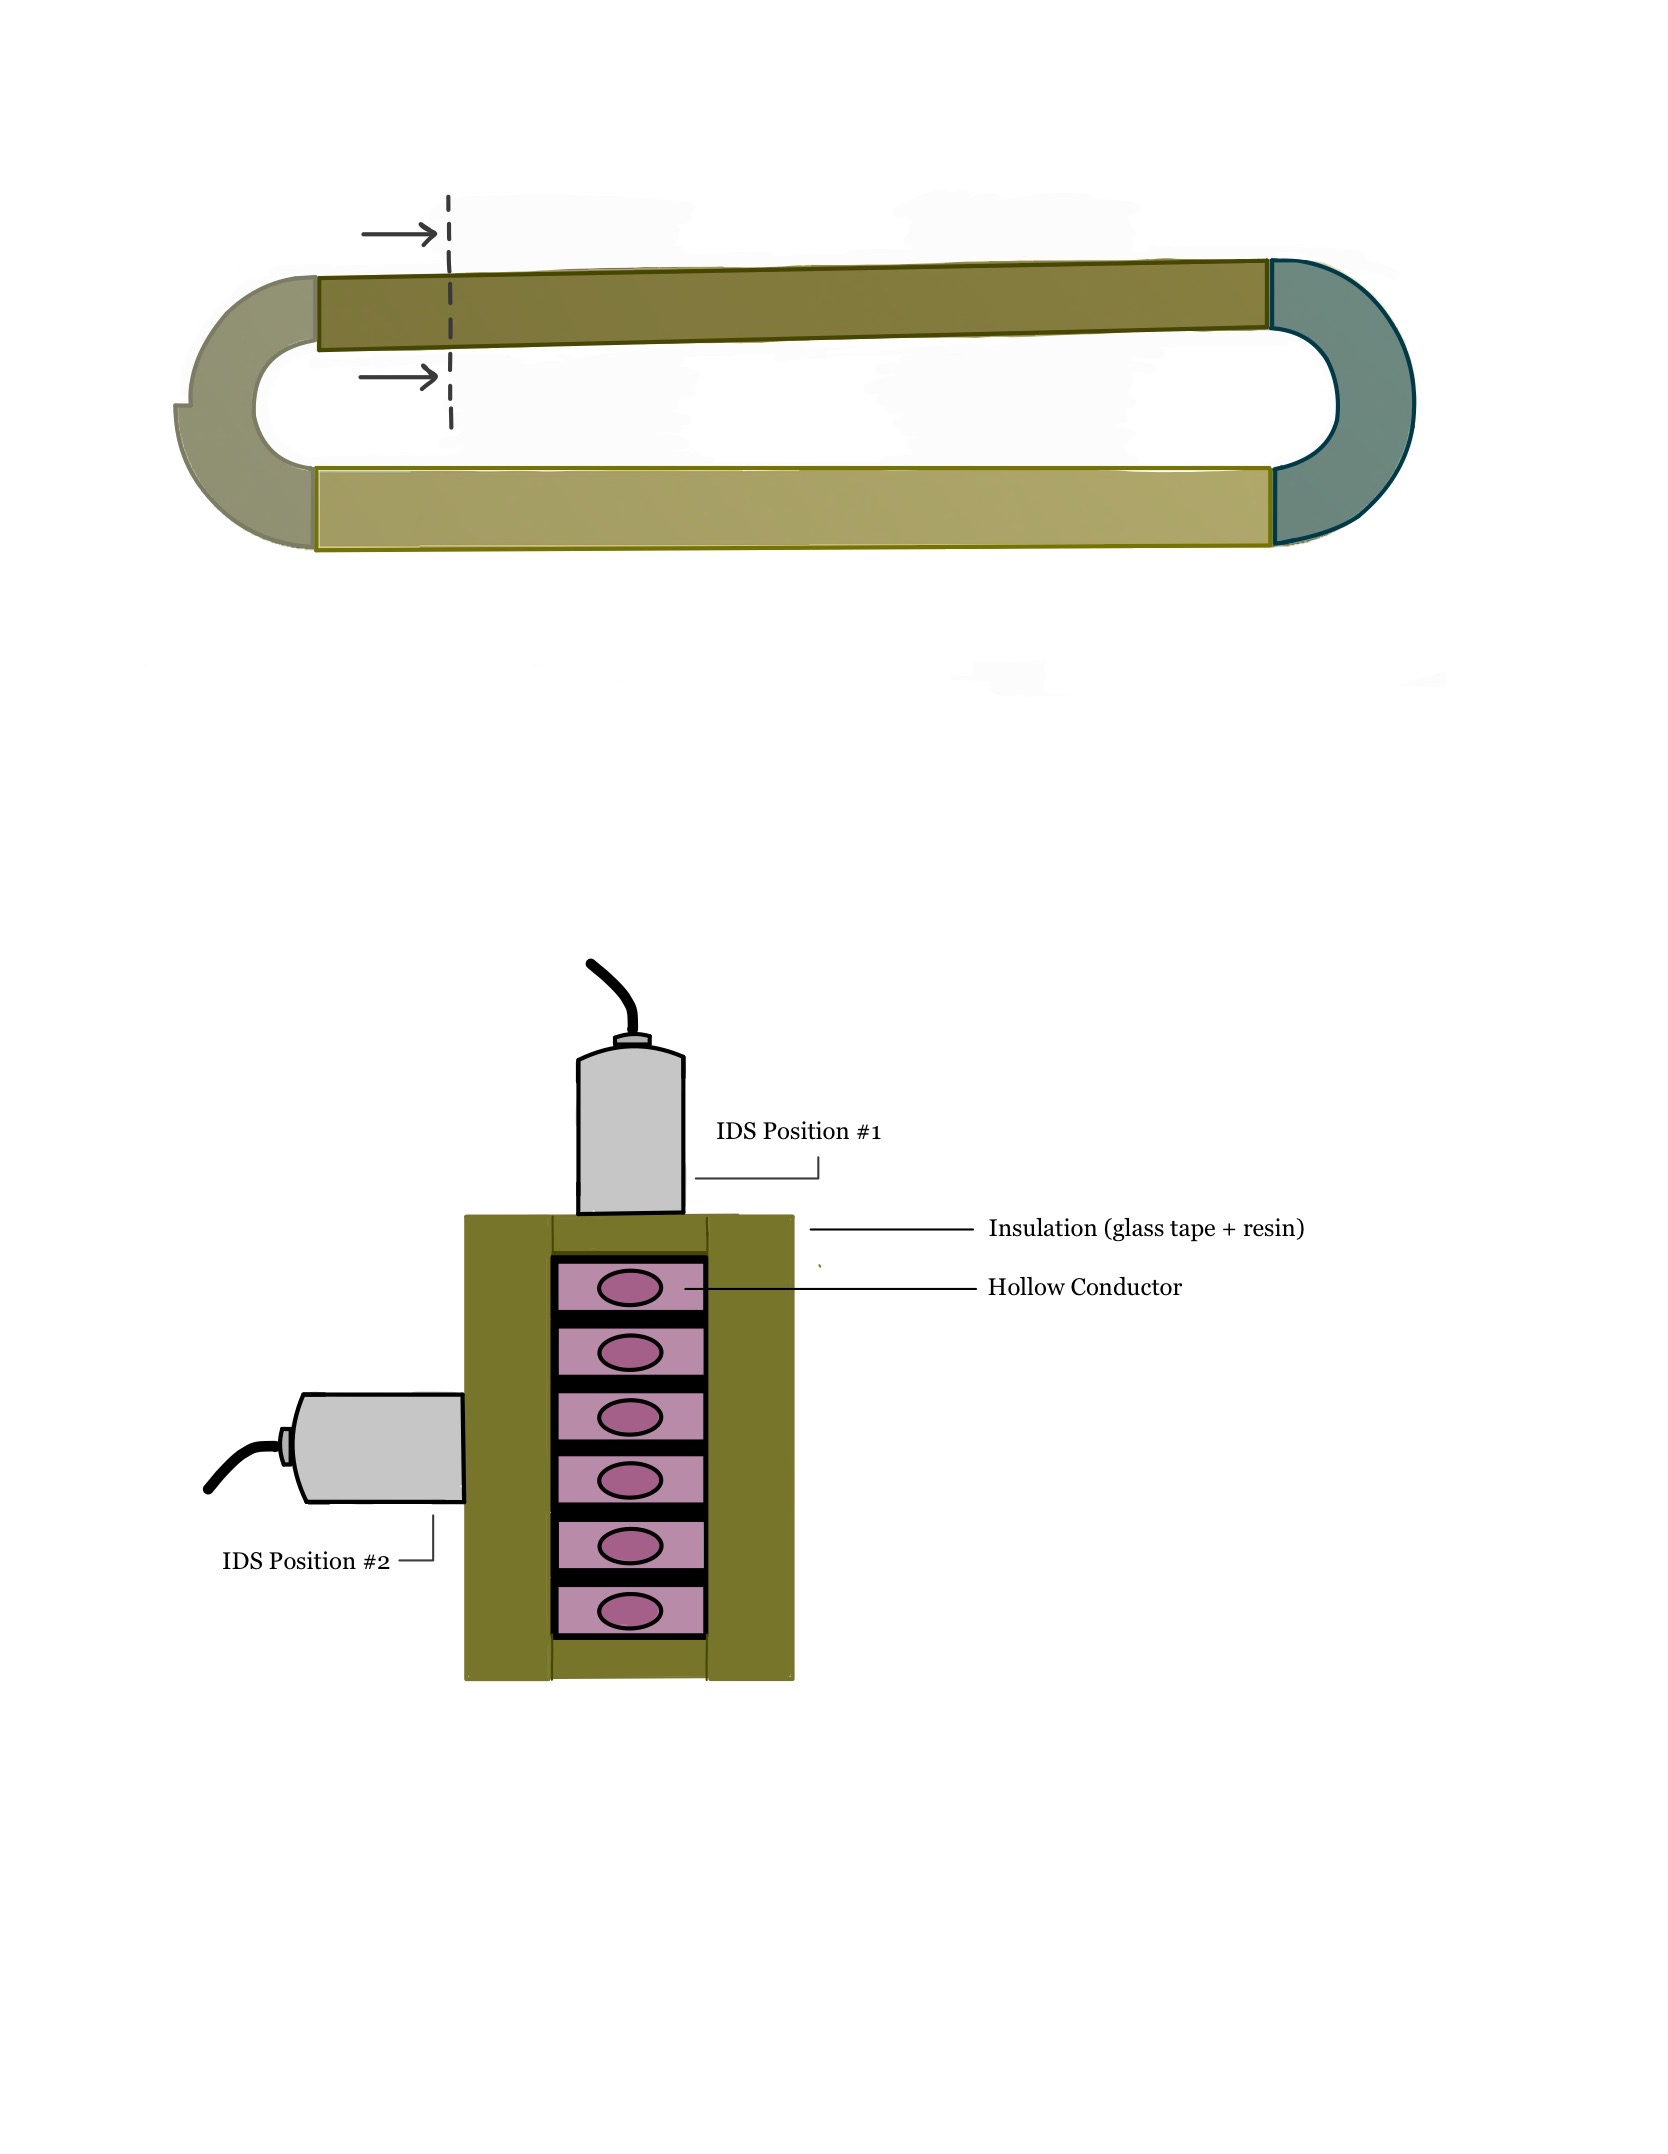 IDS Position #1
Insulation (glass tape + resin)
Hollow Conductor
IDS Position #2